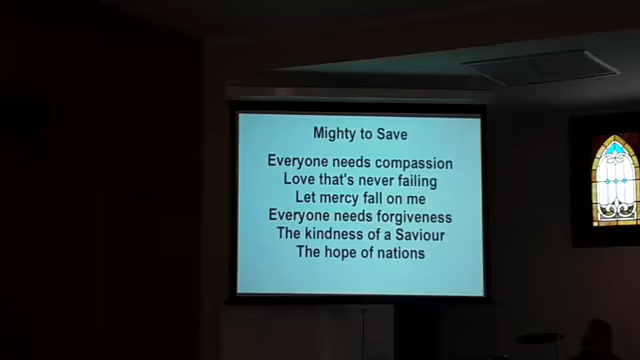 Mighty to Save
Everyone needs compassion
Love that's never failing
Let mercy fall on me
Everyone needs forgiveness
The kindness of a Saviour
The hope of nations